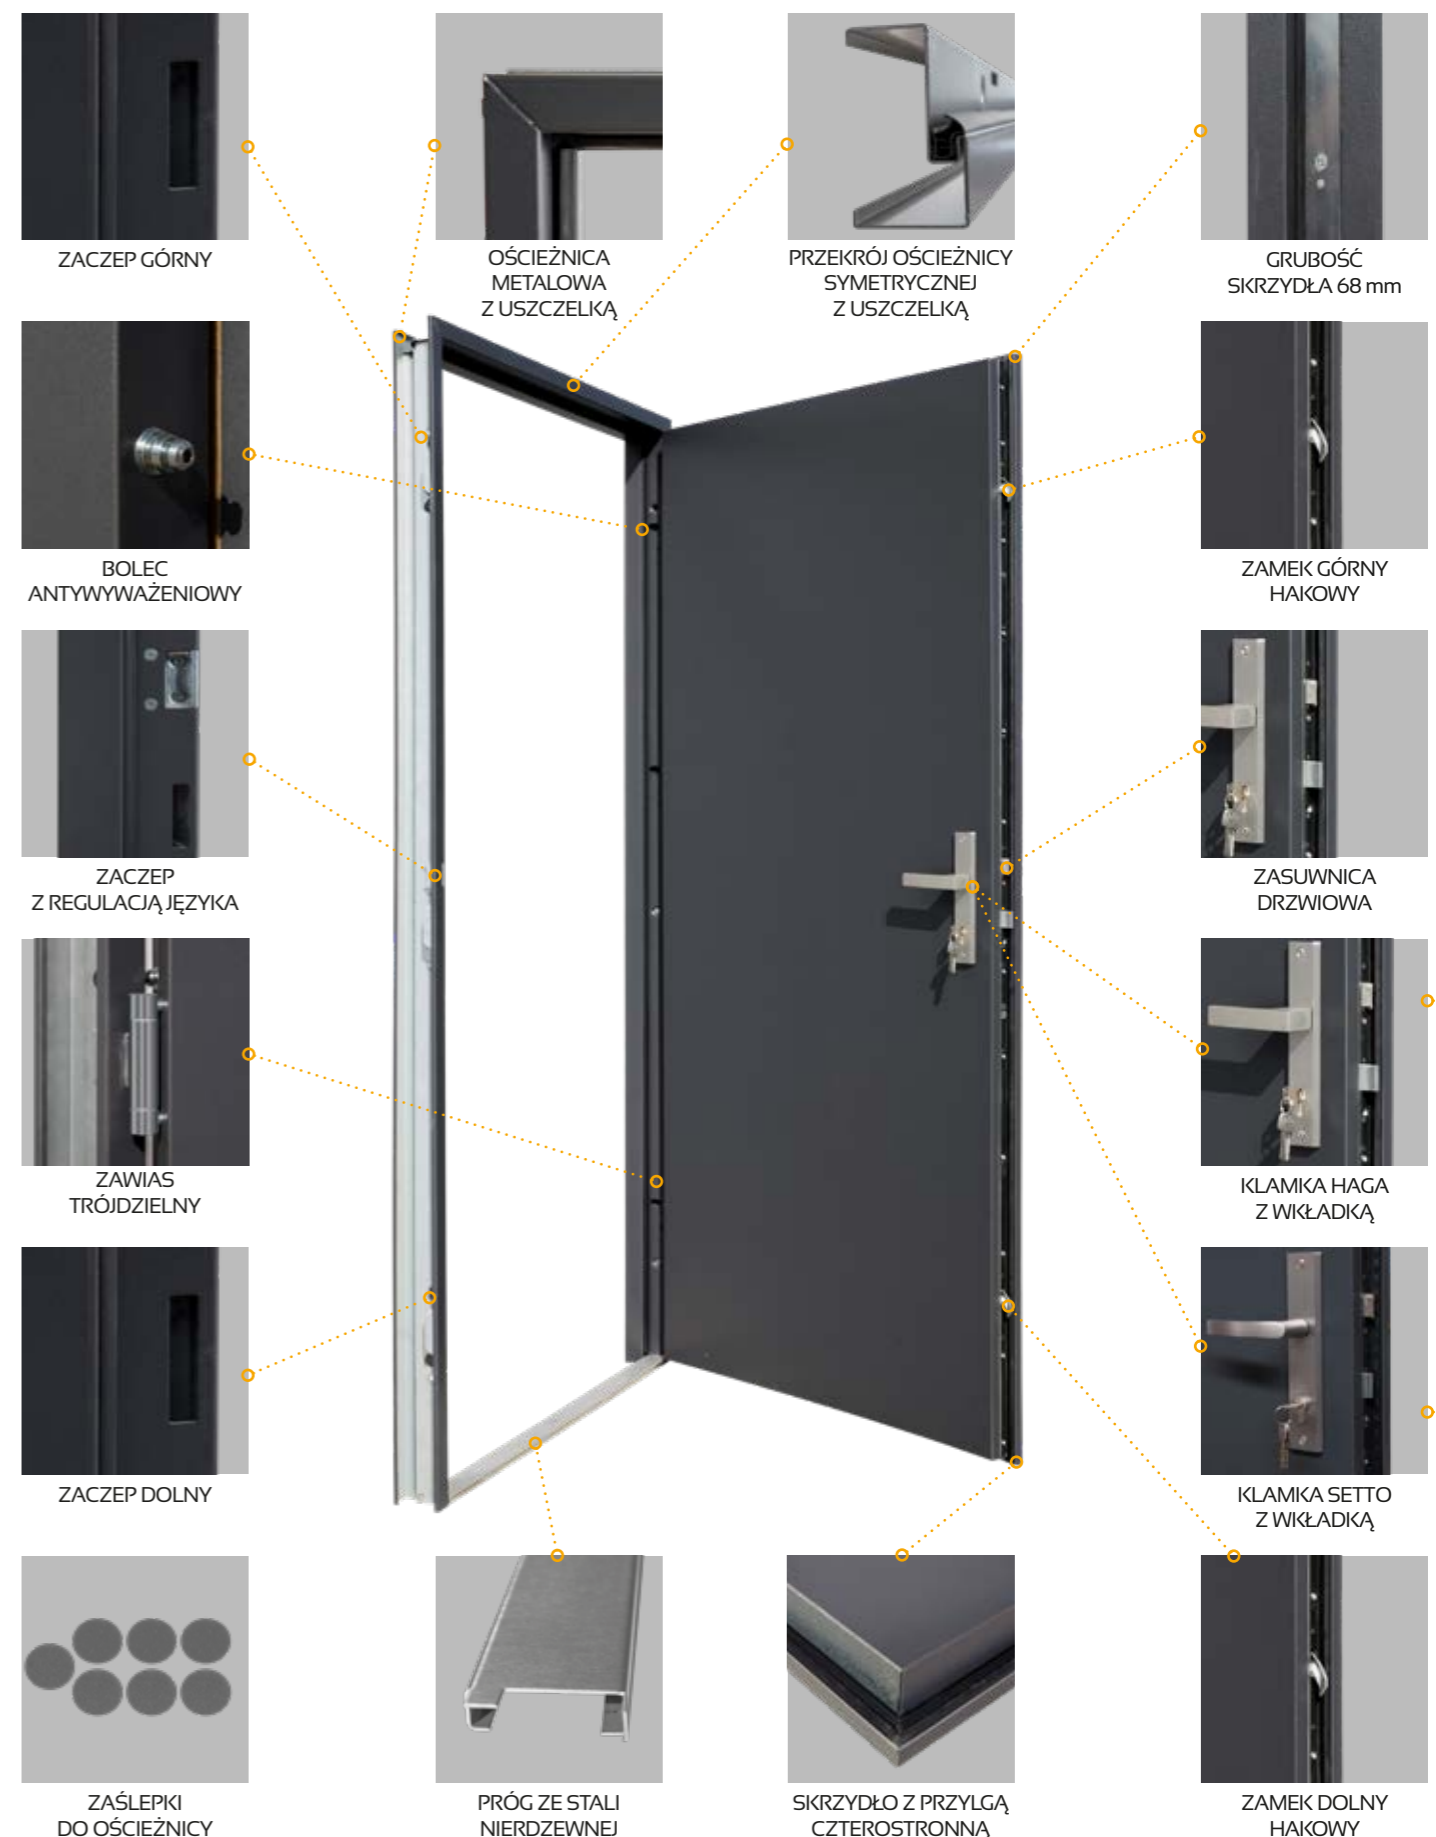 ZACZEP GÓRNY
OŚCIEŻNICA
METALOWA
Z USZCZELKĄ
PRZEKRÓJ OŚCIEŻNICY
SYMETRYCZNEJ
Z USZCZELKĄ
GRUBOŚĆ
SKRZYDŁA 68 mm
BOLEC
ANTYWYWAŻENIOWY
ZAMEK GÓRNY
HAKOWY
ZACZEP
Z REGULACJĄ JĘZYKA
ZASUWNICA
DRZWIOWA
ZAWIAS
TRÓJDZIELNY
KLAMKA HAGA
Z WKŁADKĄ
ZACZEP DOLNY
KLAMKA SETTO
Z WKŁADKĄ
ZAŚLEPKI
DO OŚCIEŻNICY
PRÓG ZE STALI
NIERDZEWNEJ
SKRZYDŁO Z PRZYLGĄ
CZTEROSTRONNĄ
ZAMEK DOLNY
HAKOWY